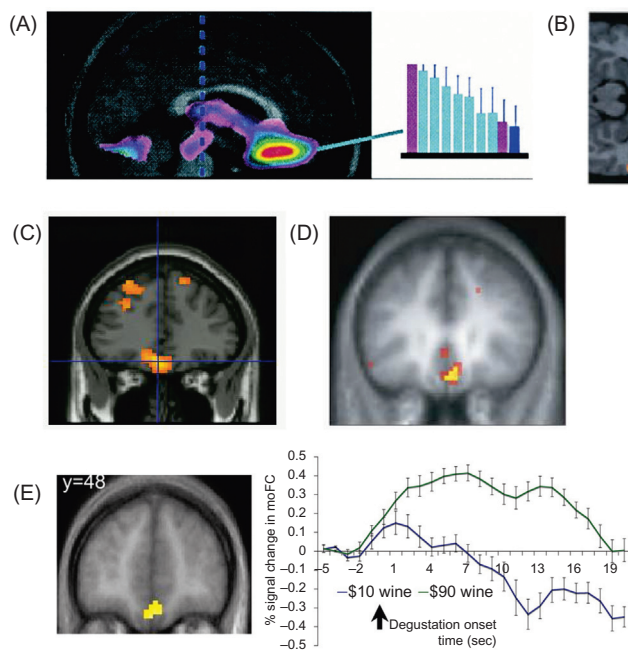 (A)
(B)
(C)
(D)
(E)
y=48
% signal change in moFC
0.5
0.4
0.3
0.2
0.1
0
−0.1
−0.2
−0.3
−0.4
−0.5
−5 −2 1 4 7 10 13 15 19
$10 wine $90 wine
Degustation onset
time (sec)